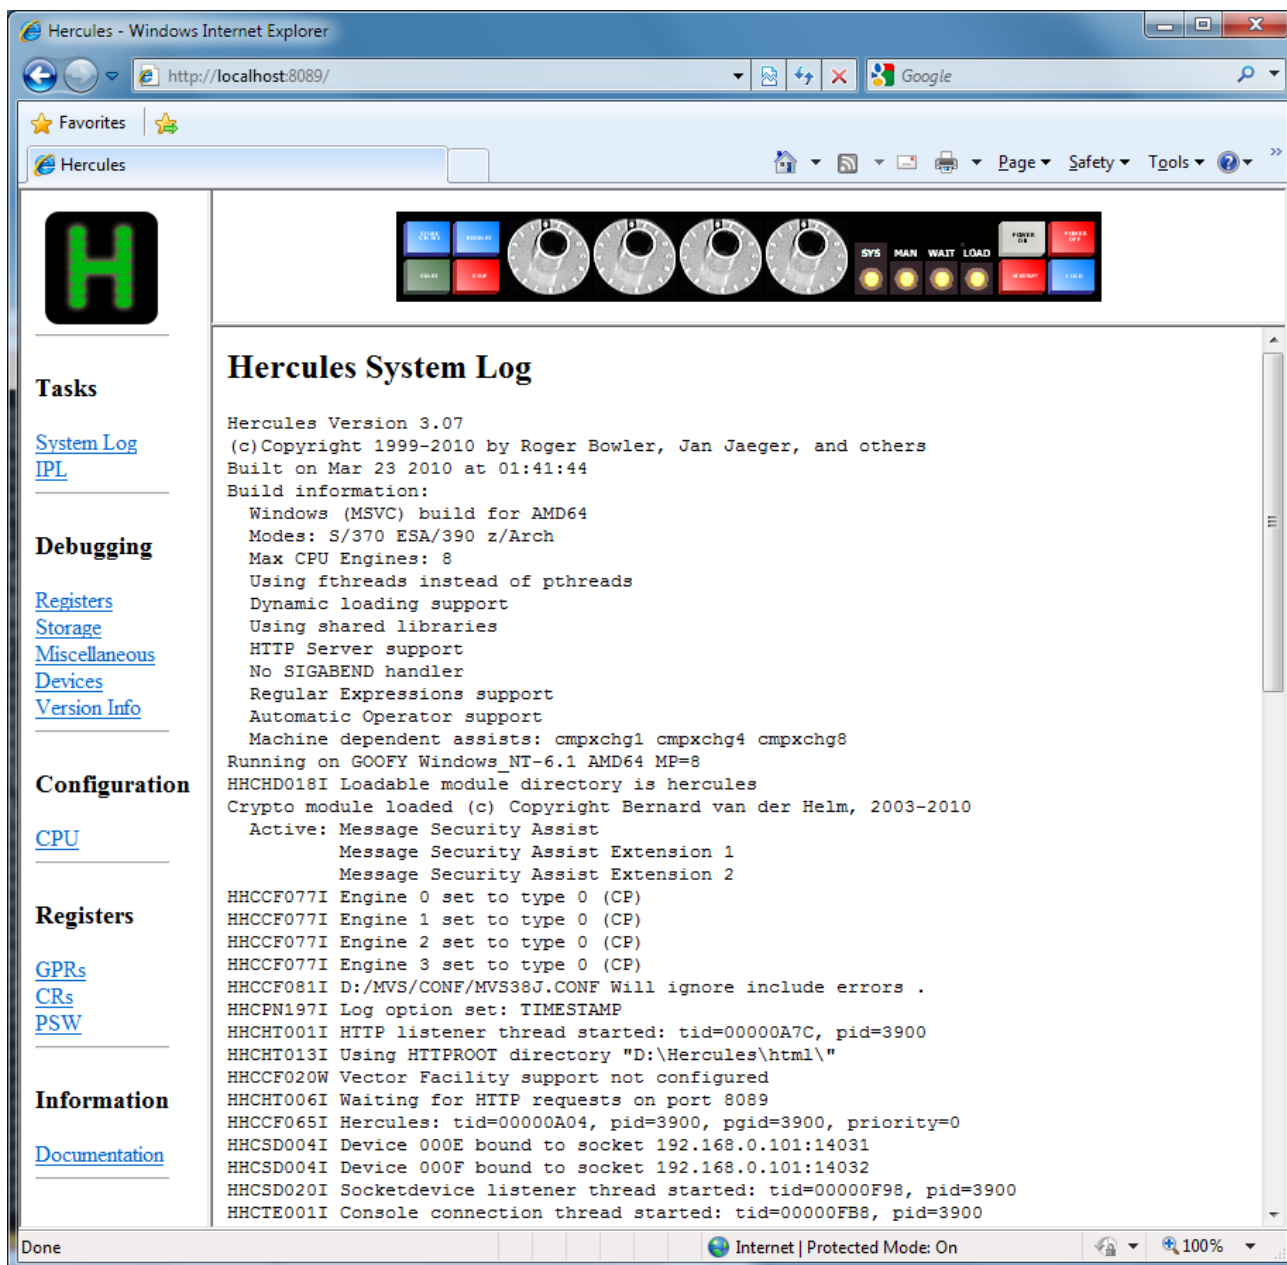 Hercules - Windows Internet Explorer
http://localhost:8089/
Google
Favorites
Hercules
Page
Safety
Tools
H
SYS MAN WAIT LOAD
POWER ON
POWER OFF
START
STOP
INTERRUPT
LOAD
Tasks
System Log
IPL
Debugging
Registers
Storage
Miscellaneous
Devices
Version Info
Configuration
CPU
Registers
GPRs
CRs
PSW
Information
Documentation
Hercules System Log
Hercules Version 3.07
(c)Copyright 1999-2010 by Roger Bowler, Jan Jaeger, and others
Built on Mar 23 2010 at 01:41:44
Build information:
Windows (MSVC) build for AMD64
Modes: S/370 ESA/390 z/Arch
Max CPU Engines: 8
Using fthreads instead of pthreads
Dynamic loading support
Using shared libraries
HTTP Server support
No SIGABEND handler
Regular Expressions support
Automatic Operator support
Machine dependent assists: cmpxchg1 cmpxchg4 cmpxchg8
Running on GOOFY Windows_NT-6.1 AMD64 MP=8
HHCHD018I Loadable module directory is hercules
Crypto module loaded (c) Copyright Bernard van der Helm, 2003-2010
Active: Message Security Assist
Message Security Assist Extension 1
Message Security Assist Extension 2
HHCCF077I Engine 0 set to type 0 (CP)
HHCCF077I Engine 1 set to type 0 (CP)
HHCCF077I Engine 2 set to type 0 (CP)
HHCCF077I Engine 3 set to type 0 (CP)
HHCCF081I D:/MVS/CONF/MVS38J.CONF Will ignore include errors .
HHCPN197I Log option set: TIMESTAMP
HHCHT001I HTTP listener thread started: tid=00000A7C, pid=3900
HHCHT013I Using HTTPROOT directory "D:\Hercules\html\"
HHCCF020W Vector Facility support not configured
HHCHT006I Waiting for HTTP requests on port 8089
HHCCF065I Hercules: tid=00000A04, pid=3900, pgid=3900, priority=0
HHCSD004I Device 000E bound to socket 192.168.0.101:14031
HHCSD004I Device 000F bound to socket 192.168.0.101:14032
HHCSD020I Socketdevice listener thread started: tid=00000F98, pid=3900
HHCTE001I Console connection thread started: tid=00000FB8, pid=3900
Done
Internet | Protected Mode: On
100%